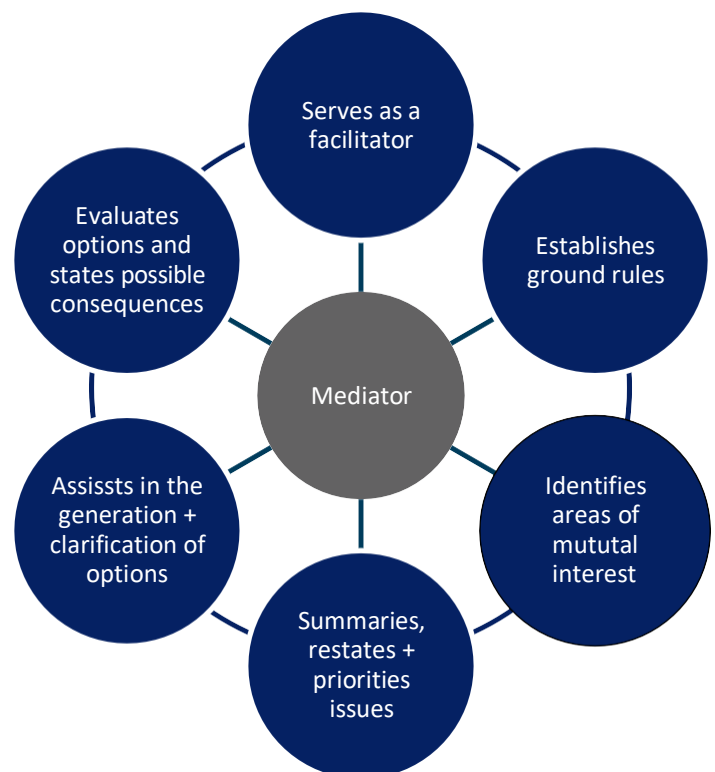 Serves as a
facilitator
Establishes
ground rules
Identifies
areas of
mututal
interest
Summaries,
restates +
priorities
issues
Assissts in the
generation +
clarification of
options
Evaluates
options and
states possible
consequences
Mediator